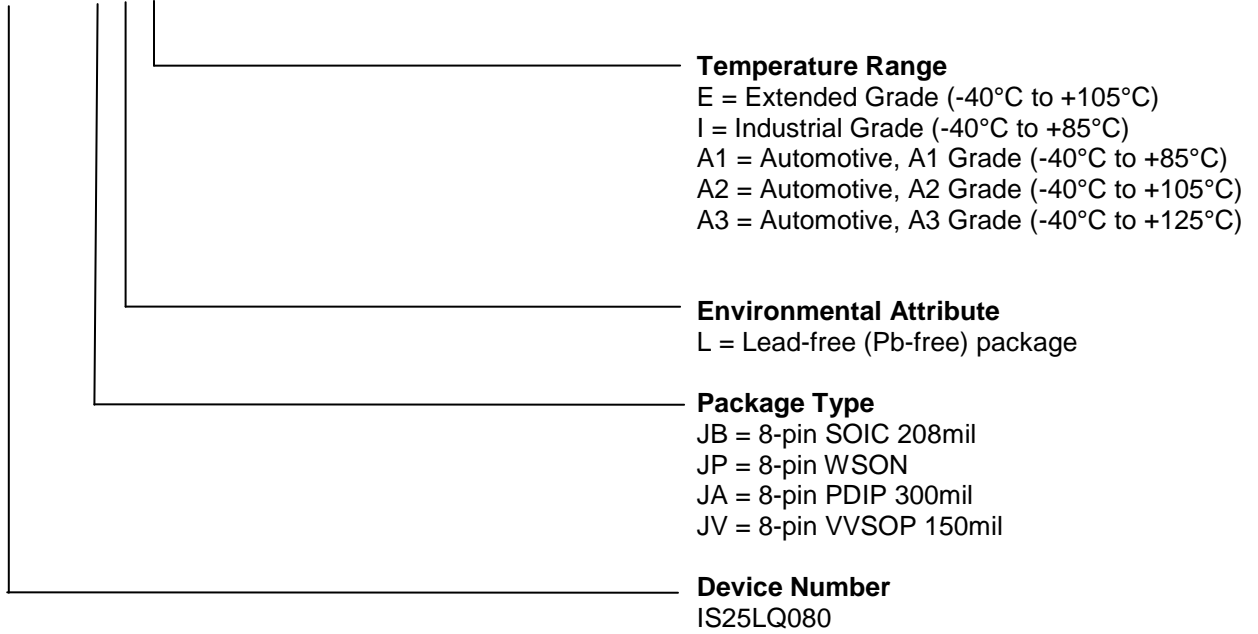 Temperature Range
E = Extended Grade (-40°C to +105°C)
I = Industrial Grade (-40°C to +85°C)
A1 = Automotive, A1 Grade (-40°C to +85°C)
A2 = Automotive, A2 Grade (-40°C to +105°C)
A3 = Automotive, A3 Grade (-40°C to +125°C)
Environmental Attribute
L = Lead-free (Pb-free) package
Package Type
JB = 8-pin SOIC 208mil
JP = 8-pin WSON
JA = 8-pin PDIP 300mil
JV = 8-pin VVSOP 150mil
Device Number
IS25LQ080